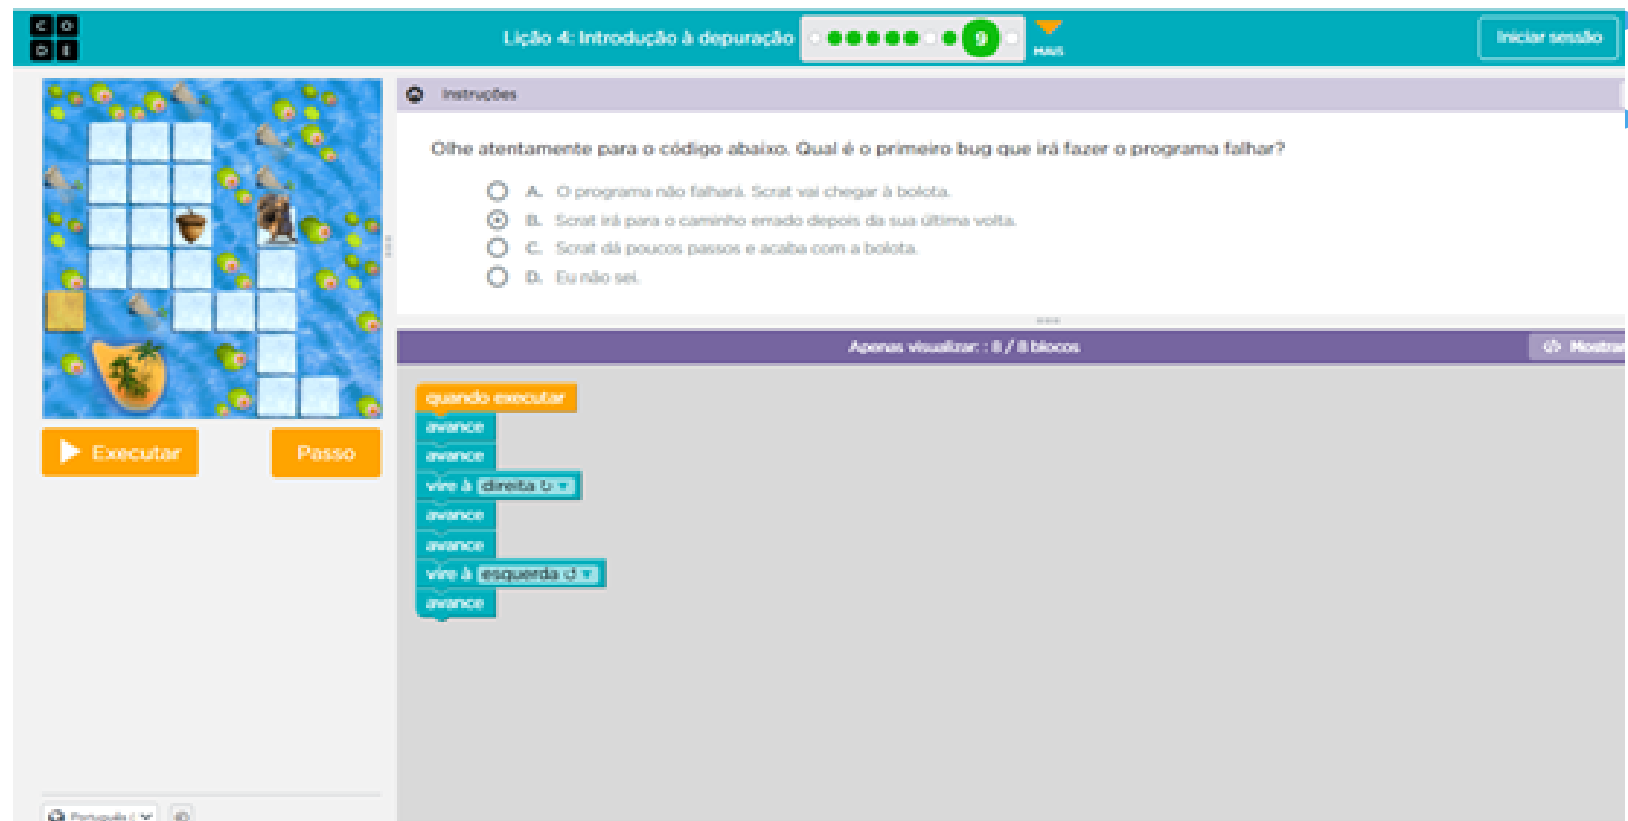 C O
D E
Lição 4: Introdução à depuração
9
MAIS
Iniciar sessão
Instruções
Olhe atentamente para o código abaixo. Qual é o primeiro bug que irá fazer o programa falhar?
A. O programa não falhará. Scrat vai chegar à bolota.
B. Scrat irá para o caminho errado depois da sua última volta.
C. Scrat dá poucos passos e acaba com a bolota.
D. Eu não sei.
Apenas visualizar: : 8 / 8 blocos
Mostrar
quando executar
avance
avance
vire à direita ↻
avance
avance
vire à esquerda ↺
avance
Executar
Passo
Português (